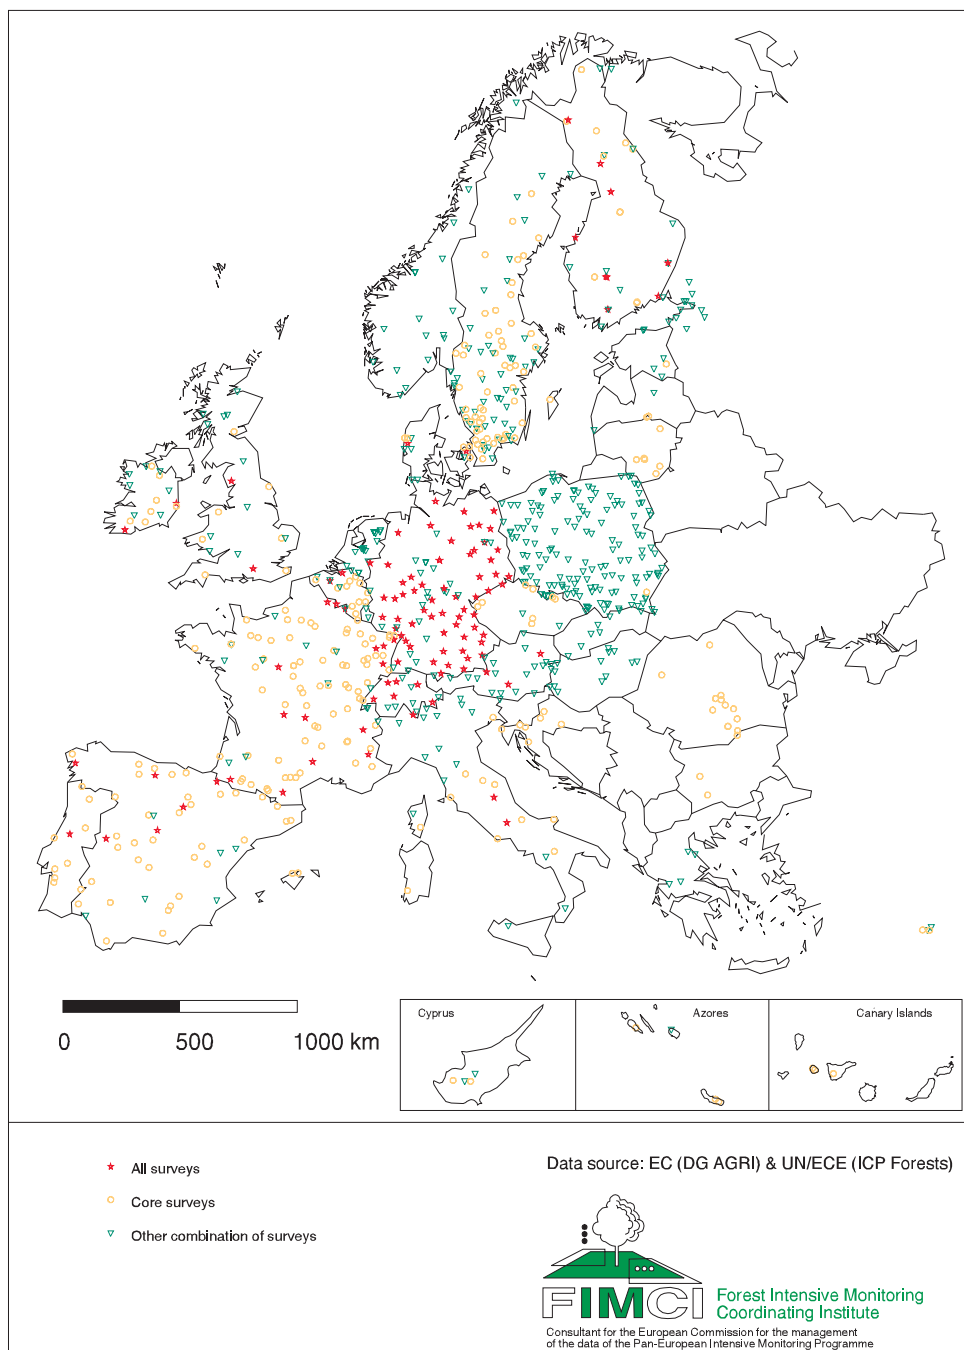 Cyprus
Azores
Canary Islands
0
500
1000 km
All surveys
Core surveys
Other combination of surveys
Data source: EC (DG AGRI) & UN/ECE (ICP Forests)
FIMCI
Forest Intensive Monitoring
Coordinating Institute
Consultant for the European Commission for the management
of the data of the Pan-European Intensive Monitoring Programme